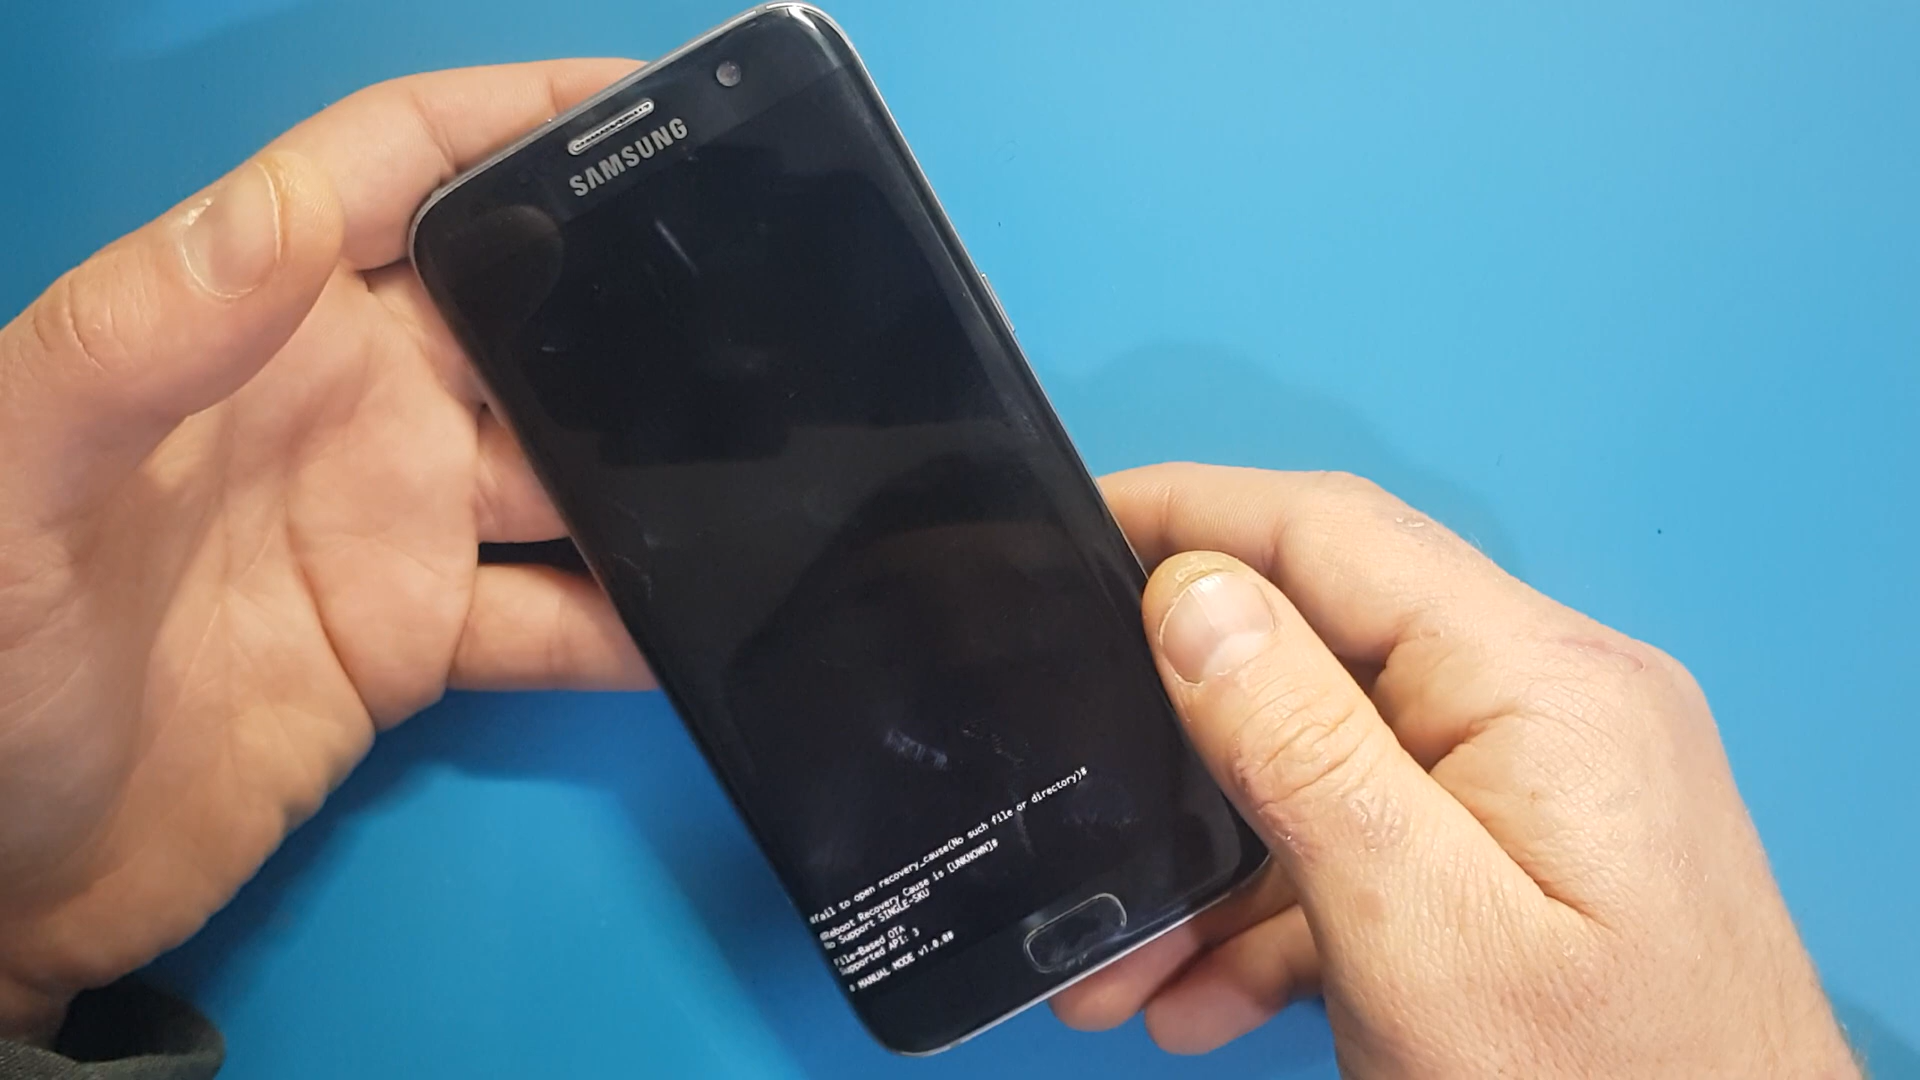 SAMSUNG
#fail to open recovery_cause(No such file or directory)#
#Reboot Recovery Cause is [UNKNOWN]#
No Support SINGLE-SKU
File-Based OTA
Supported API: 3
# MANUAL MODE v1.0.0#